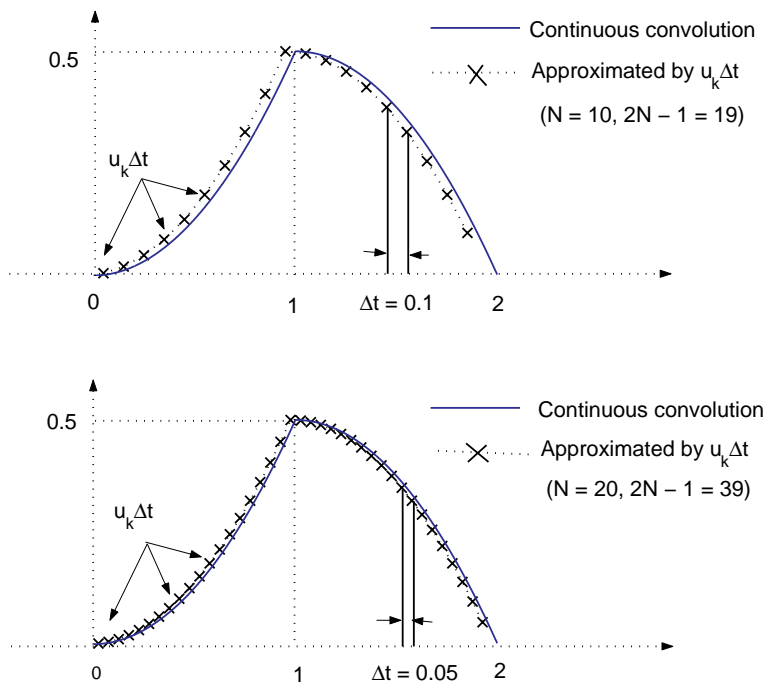 Continuous convolution
0.5
Approximated by u_kΔt
(N = 10, 2N − 1 = 19)
u_kΔt
0
1
Δt = 0.1
2
Continuous convolution
0.5
Approximated by u_kΔt
(N = 20, 2N − 1 = 39)
u_kΔt
0
1
Δt = 0.05
2